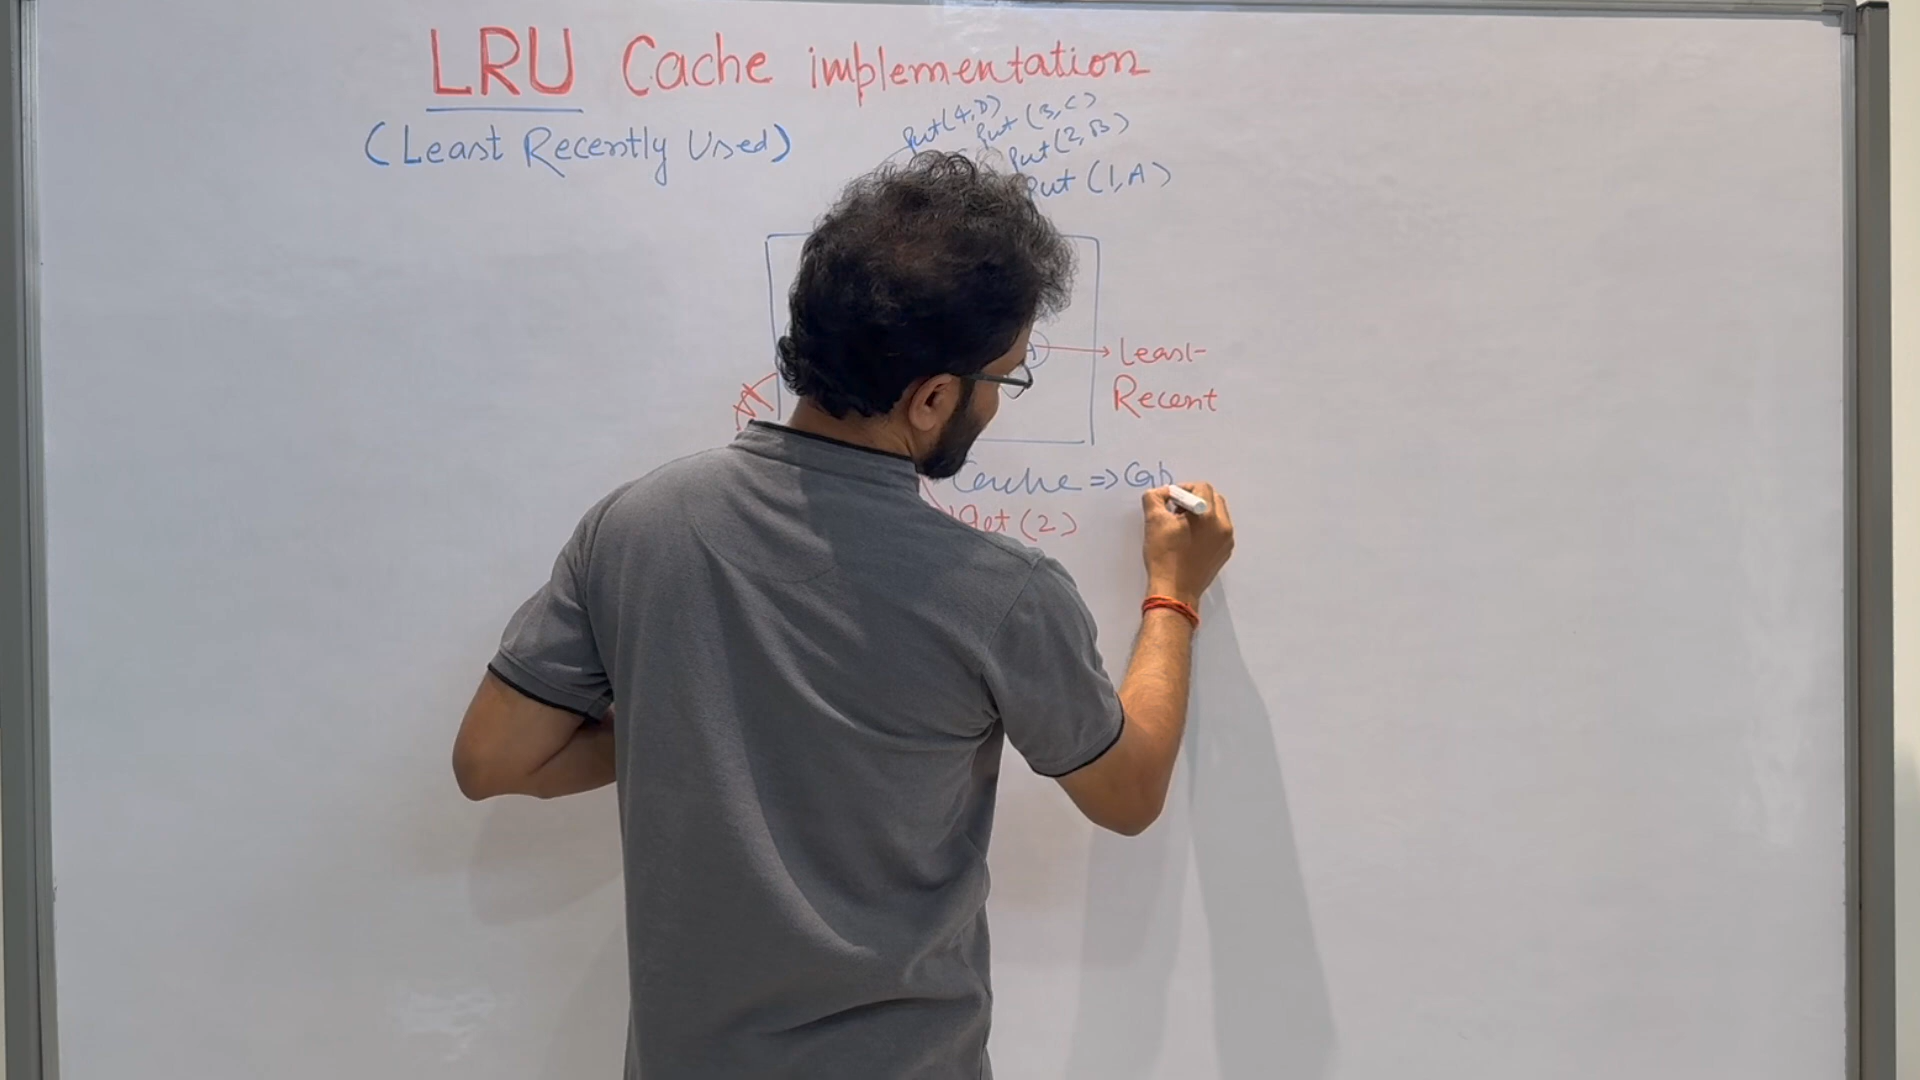 LRU Cache implementation
(Least Recently Used)
Put(4,D)
Put (3,C)
Put(2,B)
Put (1,A)
A
Least
Recent
Cache => Cap
get (2)